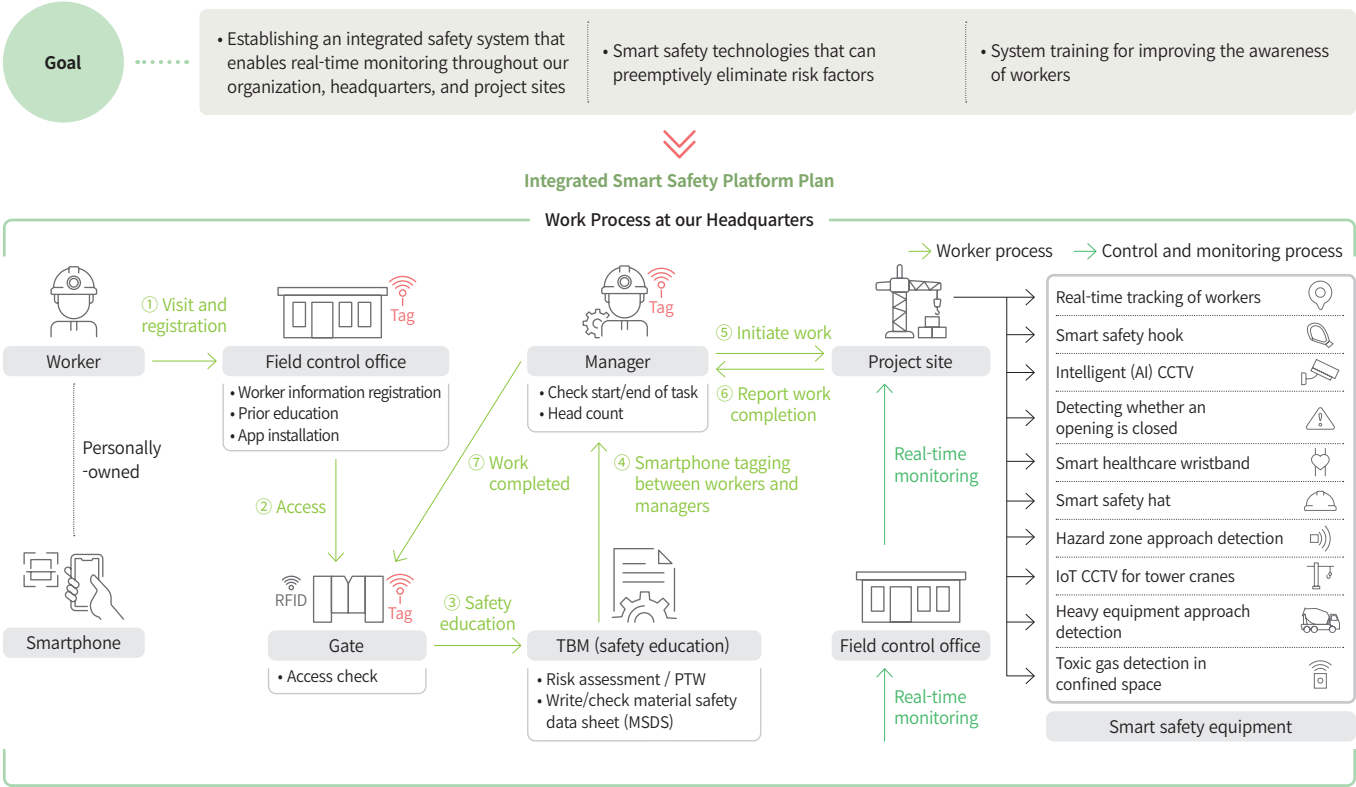 Goal
• Establishing an integrated safety system that
enables real-time monitoring throughout our
organization, headquarters, and project sites
• Smart safety technologies that can
preemptively eliminate risk factors
• System training for improving the awareness
of workers
Integrated Smart Safety Platform Plan
Work Process at our Headquarters
Worker process
Control and monitoring process
Worker
① Visit and
registration
Tag
Field control office
• Worker information registration
• Prior education
• App installation
Personally
-owned
Smartphone
② Access
RFID
Tag
Gate
• Access check
③ Safety
education
TBM (safety education)
• Risk assessment / PTW
• Write/check material safety
data sheet (MSDS)
④ Smartphone tagging
between workers and
managers
Tag
Manager
• Check start/end of task
• Head count
⑤ Initiate work
⑥ Report work
completion
⑦ Work
completed
Project site
Real-time
monitoring
Field control office
Real-time
monitoring
Real-time tracking of workers
Smart safety hook
Intelligent (AI) CCTV
Detecting whether an
opening is closed
Smart healthcare wristband
Smart safety hat
Hazard zone approach detection
IoT CCTV for tower cranes
Heavy equipment approach
detection
Toxic gas detection in
confined space
Smart safety equipment